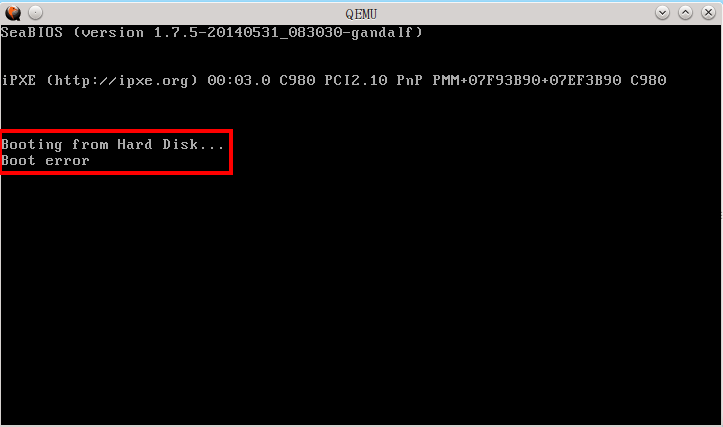 QEMU
SeaBIOS (version 1.7.5-20140531_083030-gandalf)
iPXE (http://ipxe.org) 00:03.0 C980 PCI2.10 PnP PMM+07F93B90+07EF3B90 C980
Booting from Hard Disk...
Boot error